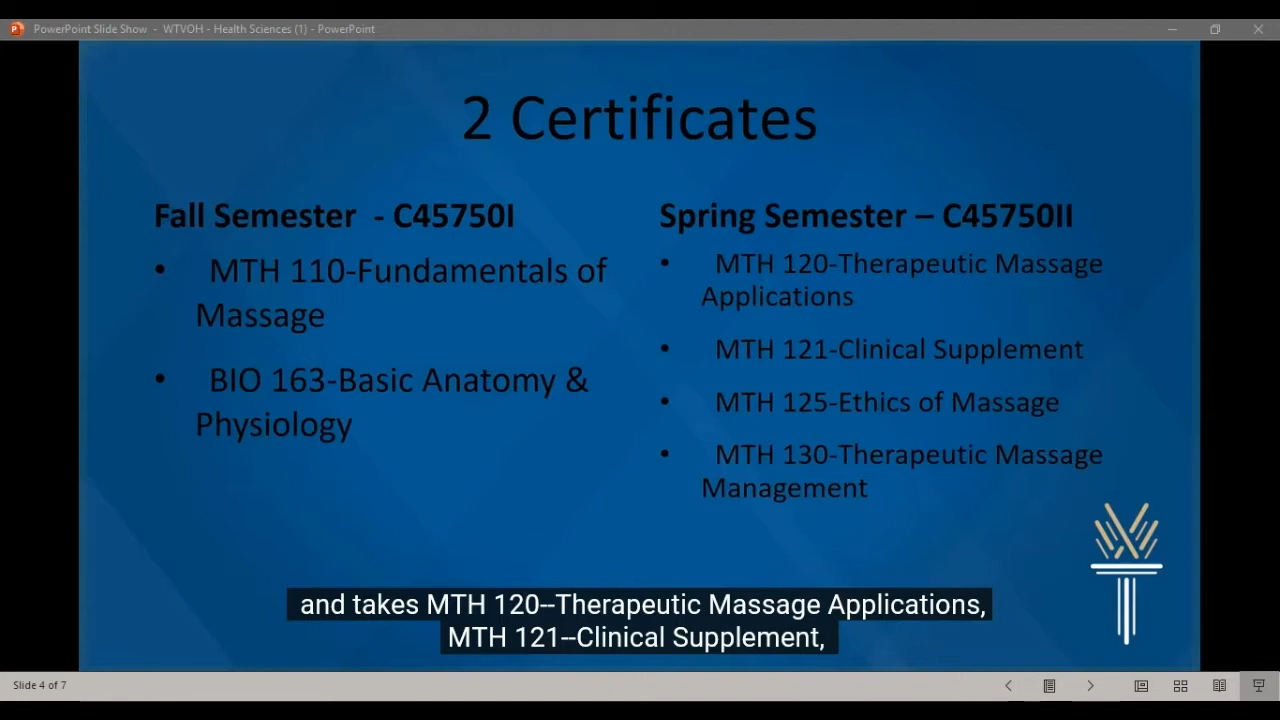 PowerPoint Slide Show - WTVOH - Health Sciences (1) - PowerPoint
2 Certificates
Fall Semester - C45750I
• MTH 110-Fundamentals of
Massage
• BIO 163-Basic Anatomy &
Physiology
Spring Semester – C45750II
• MTH 120-Therapeutic Massage
Applications
• MTH 121-Clinical Supplement
• MTH 125-Ethics of Massage
• MTH 130-Therapeutic Massage
Management
and takes MTH 120--Therapeutic Massage Applications,
MTH 121--Clinical Supplement,
Slide 4 of 7